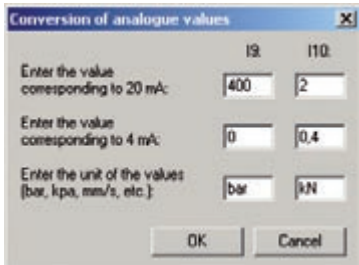 Conversion of analogue values
I9: I10:
Enter the value
corresponding to 20 mA: 400 2
Enter the value
corresponding to 4 mA: 0 0,4
Enter the unit of the values
(bar, kpa, mm/s, etc.): bar kN
OK Cancel